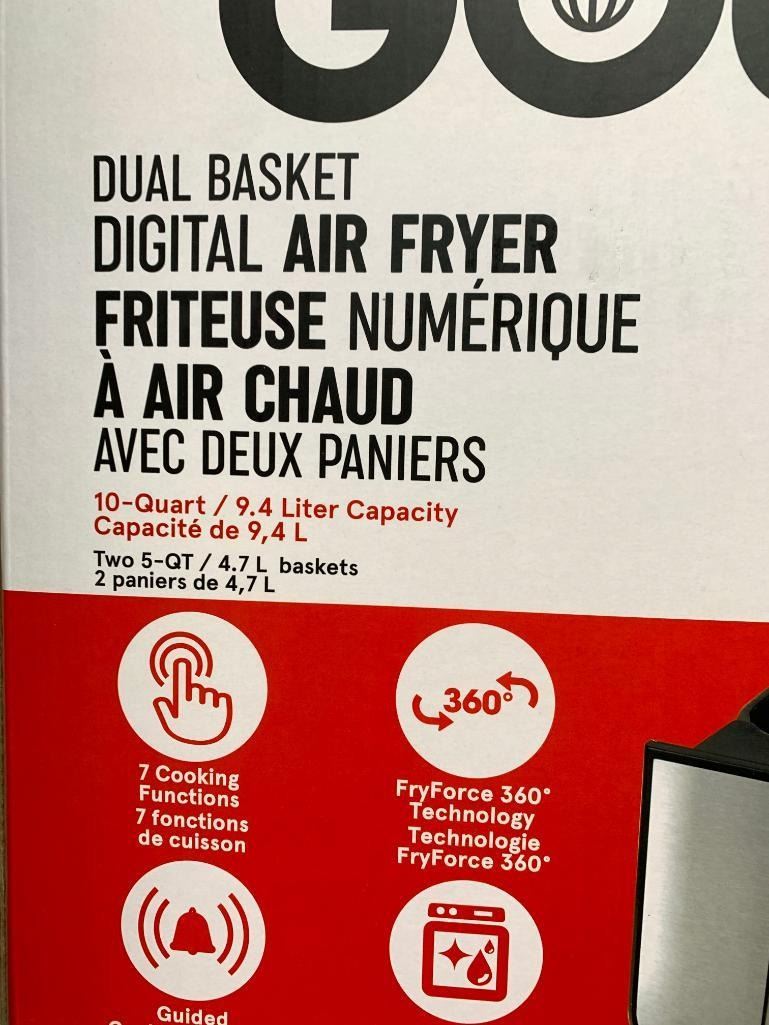 DUAL BASKET
DIGITAL AIR FRYER
FRITEUSE NUMÉRIQUE
À AIR CHAUD
AVEC DEUX PANIERS
10-Quart / 9.4 Liter Capacity
Capacité de 9,4 L
Two 5-QT / 4.7 L baskets
2 paniers de 4,7 L
7 Cooking
Functions
7 fonctions
de cuisson
360°
FryForce 360°
Technology
Technologie
FryForce 360°
Guided